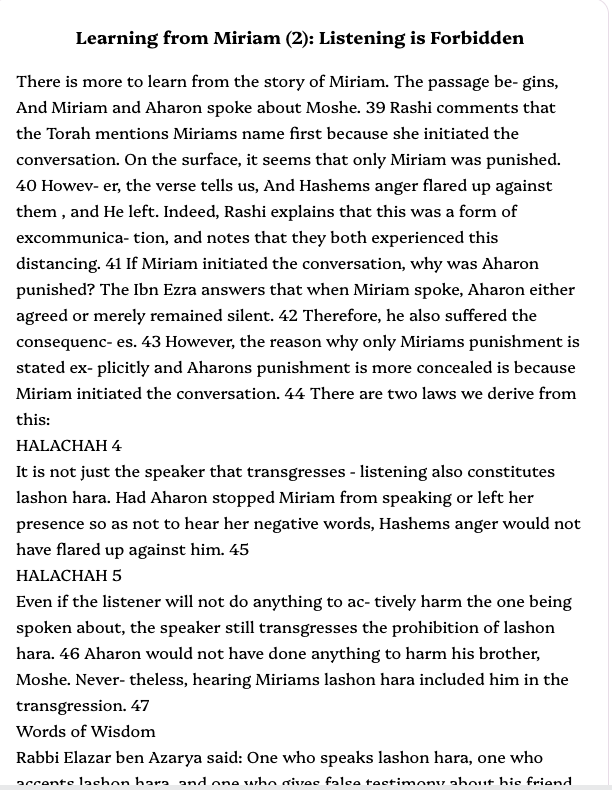 Learning from Miriam (2): Listening is Forbidden
There is more to learn from the story of Miriam. The passage be- gins,
And Miriam and Aharon spoke about Moshe. 39 Rashi comments that
the Torah mentions Miriams name first because she initiated the
conversation. On the surface, it seems that only Miriam was punished.
40 Howev- er, the verse tells us, And Hashems anger flared up against
them , and He left. Indeed, Rashi explains that this was a form of
excommunica- tion, and notes that they both experienced this
distancing. 41 If Miriam initiated the conversation, why was Aharon
punished? The Ibn Ezra answers that when Miriam spoke, Aharon either
agreed or merely remained silent. 42 Therefore, he also suffered the
consequenc- es. 43 However, the reason why only Miriams punishment is
stated ex- plicitly and Aharons punishment is more concealed is because
Miriam initiated the conversation. 44 There are two laws we derive from
this:
HALACHAH 4
It is not just the speaker that transgresses - listening also constitutes
lashon hara. Had Aharon stopped Miriam from speaking or left her
presence so as not to hear her negative words, Hashems anger would not
have flared up against him. 45
HALACHAH 5
Even if the listener will not do anything to ac- tively harm the one being
spoken about, the speaker still transgresses the prohibition of lashon
hara. 46 Aharon would not have done anything to harm his brother,
Moshe. Never- theless, hearing Miriams lashon hara included him in the
transgression. 47
Words of Wisdom
Rabbi Elazar ben Azarya said: One who speaks lashon hara, one who
accepts lashon hara, and one who gives false testimony about his friend